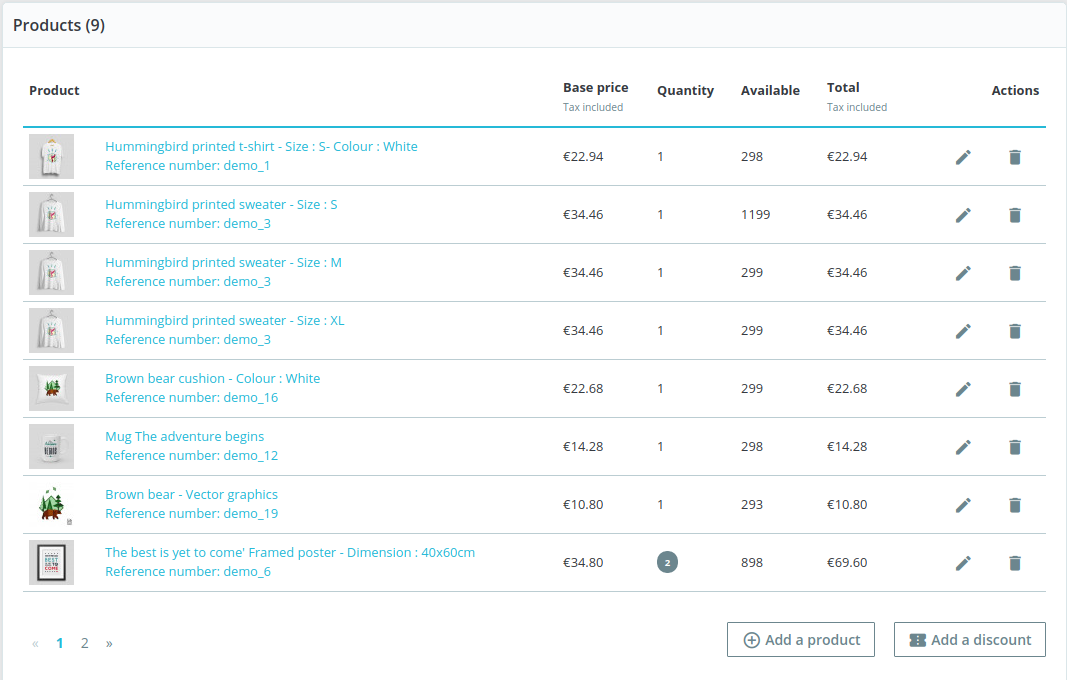 Products (9)
Product Base price Quantity Available Total Actions
Tax included Tax included
Hummingbird printed t-shirt - Size : S- Colour : White
Reference number: demo_1
€22.94 1 298 €22.94
Hummingbird printed sweater - Size : S
Reference number: demo_3
€34.46 1 1199 €34.46
Hummingbird printed sweater - Size : M
Reference number: demo_3
€34.46 1 299 €34.46
Hummingbird printed sweater - Size : XL
Reference number: demo_3
€34.46 1 299 €34.46
Brown bear cushion - Colour : White
Reference number: demo_16
€22.68 1 299 €22.68
Mug The adventure begins
Reference number: demo_12
€14.28 1 298 €14.28
Brown bear - Vector graphics
Reference number: demo_19
€10.80 1 293 €10.80
The best is yet to come' Framed poster - Dimension : 40x60cm
Reference number: demo_6
€34.80 2 898 €69.60
« 1 2 »
Add a product Add a discount